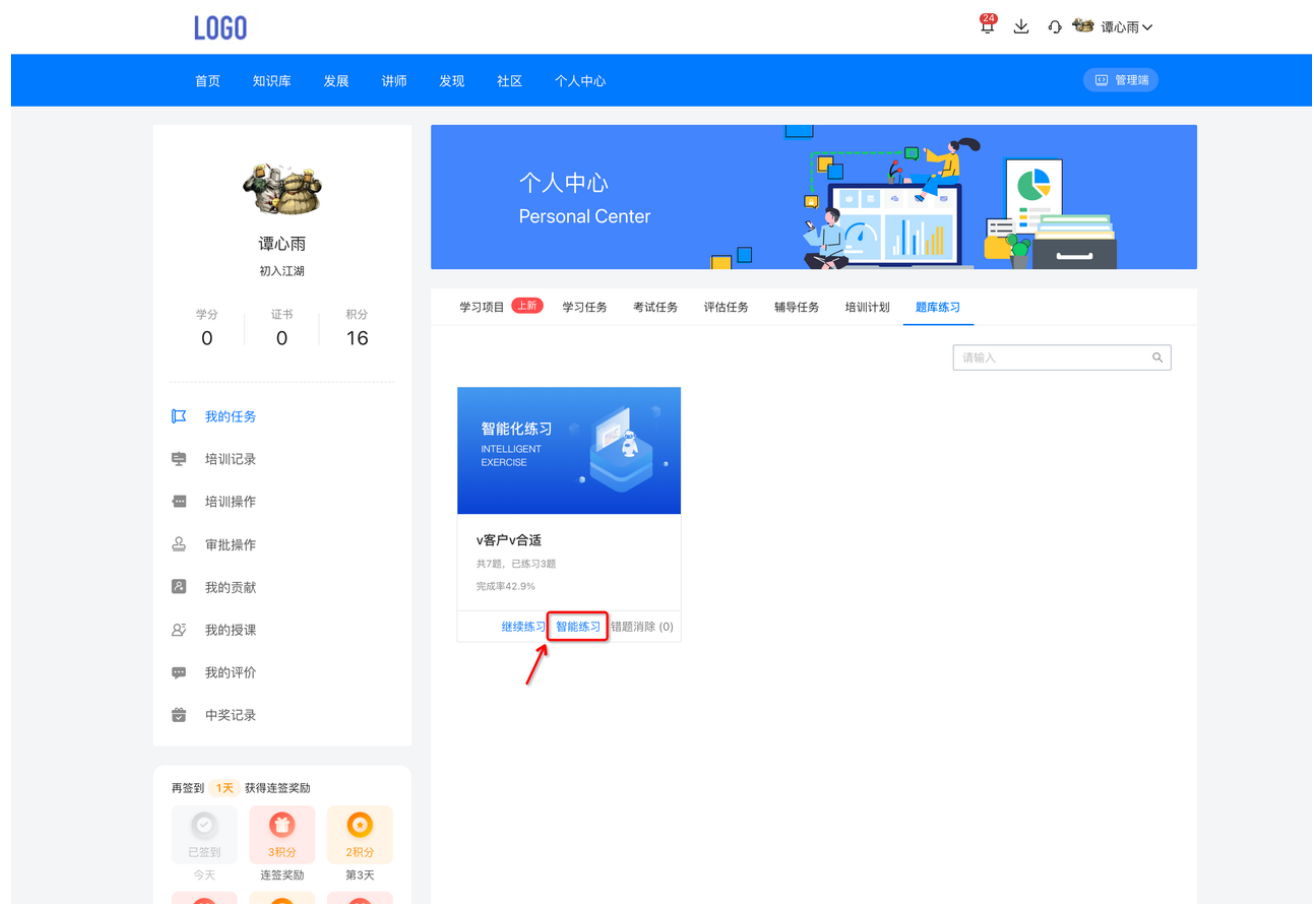 LOGO
24
谭心雨
首页 知识库 发展 讲师 发现 社区 个人中心 管理端
谭心雨
初入江湖
学分 证书 积分
0 0 16
我的任务
培训记录
培训操作
审批操作
我的贡献
我的授课
我的评价
中奖记录
再签到 1天 获得连签奖励
已签到 3积分 2积分
今天 连签奖励 第3天
个人中心
Personal Center
学习项目 上新 学习任务 考试任务 评估任务 辅导任务 培训计划 题库练习
请输入
智能化练习
INTELLIGENT
EXERCISE
v客户v合适
共7题，已练习3题
完成率42.9%
继续练习 智能练习 错题消除 (0)